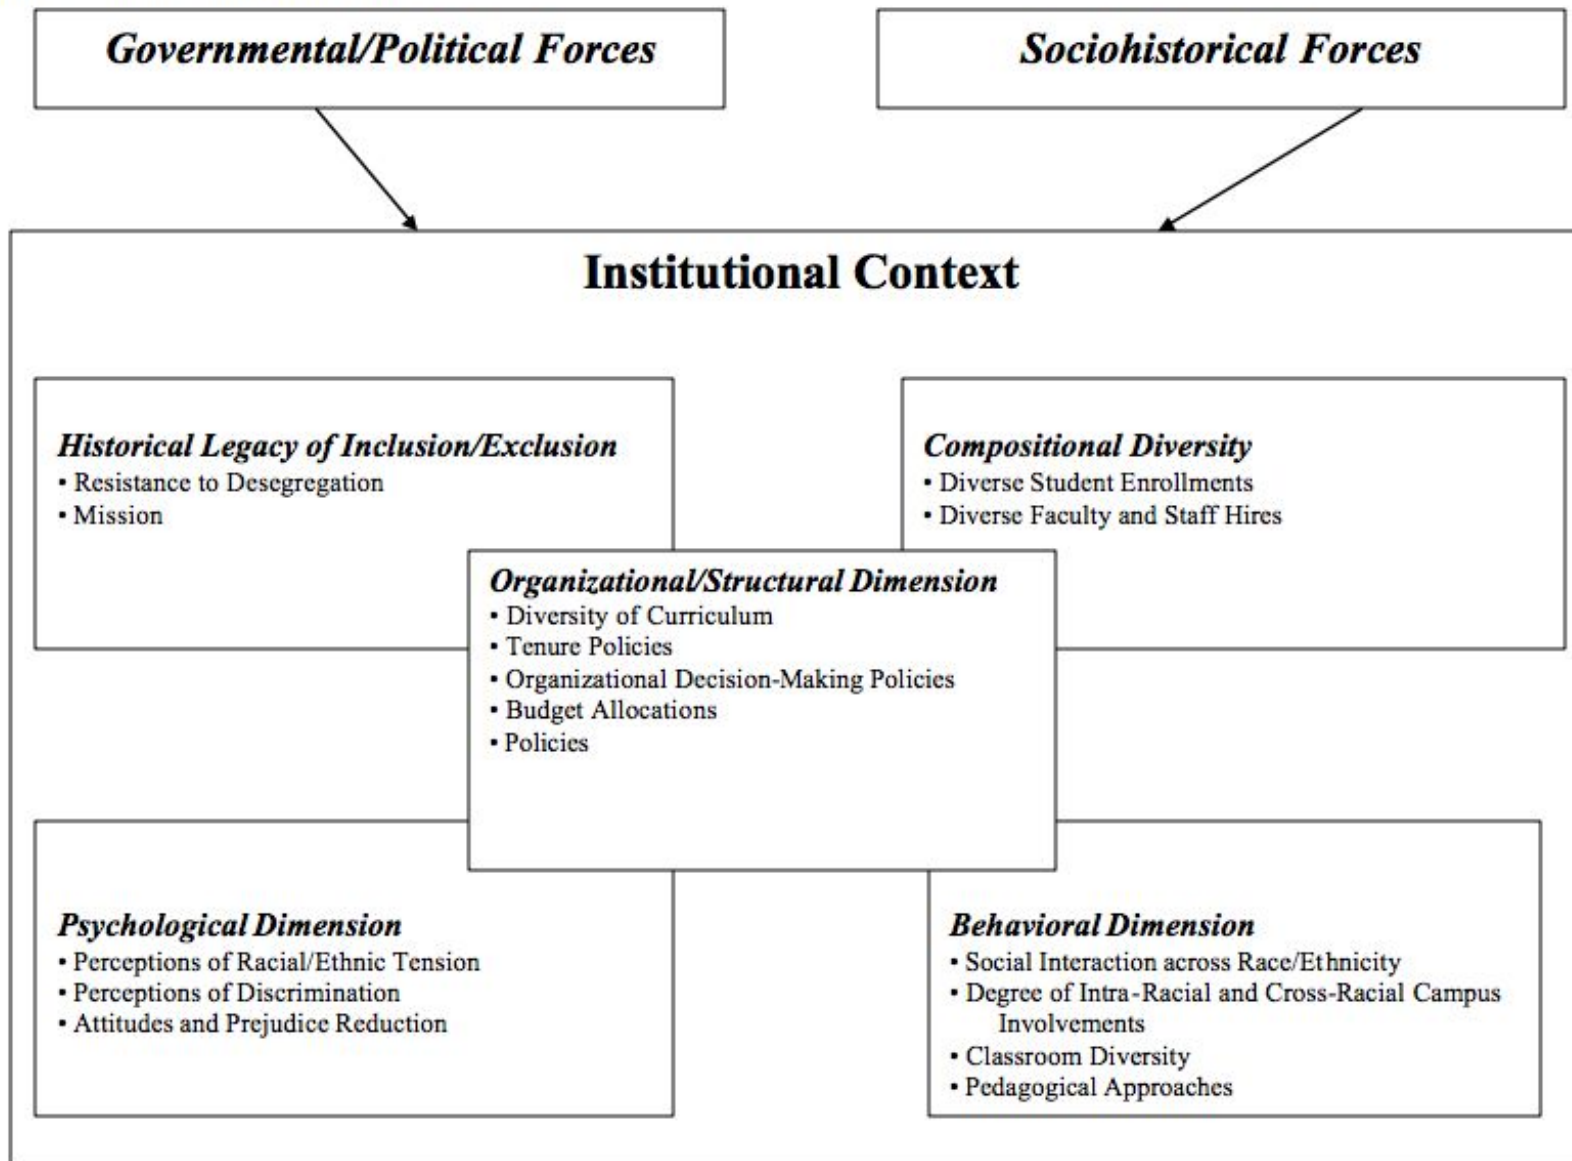 Governmental/Political Forces
Sociohistorical Forces
Institutional Context
Historical Legacy of Inclusion/Exclusion
• Resistance to Desegregation
• Mission
Compositional Diversity
• Diverse Student Enrollments
• Diverse Faculty and Staff Hires
Organizational/Structural Dimension
• Diversity of Curriculum
• Tenure Policies
• Organizational Decision-Making Policies
• Budget Allocations
• Policies
Psychological Dimension
• Perceptions of Racial/Ethnic Tension
• Perceptions of Discrimination
• Attitudes and Prejudice Reduction
Behavioral Dimension
• Social Interaction across Race/Ethnicity
• Degree of Intra-Racial and Cross-Racial Campus
Involvements
• Classroom Diversity
• Pedagogical Approaches